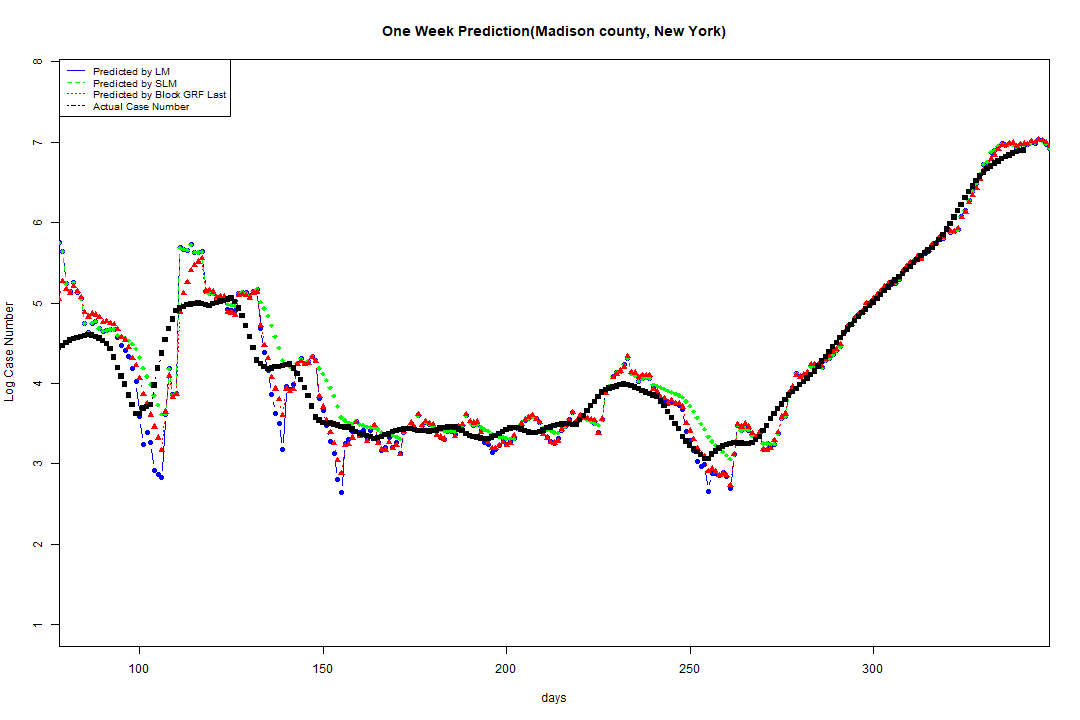 One Week Prediction(Madison county, New York)
Predicted by LM
Predicted by SLM
Predicted by Block GRF Last
Actual Case Number
8
7
6
5
4
3
2
1
Log Case Number
100 150 200 250 300
days